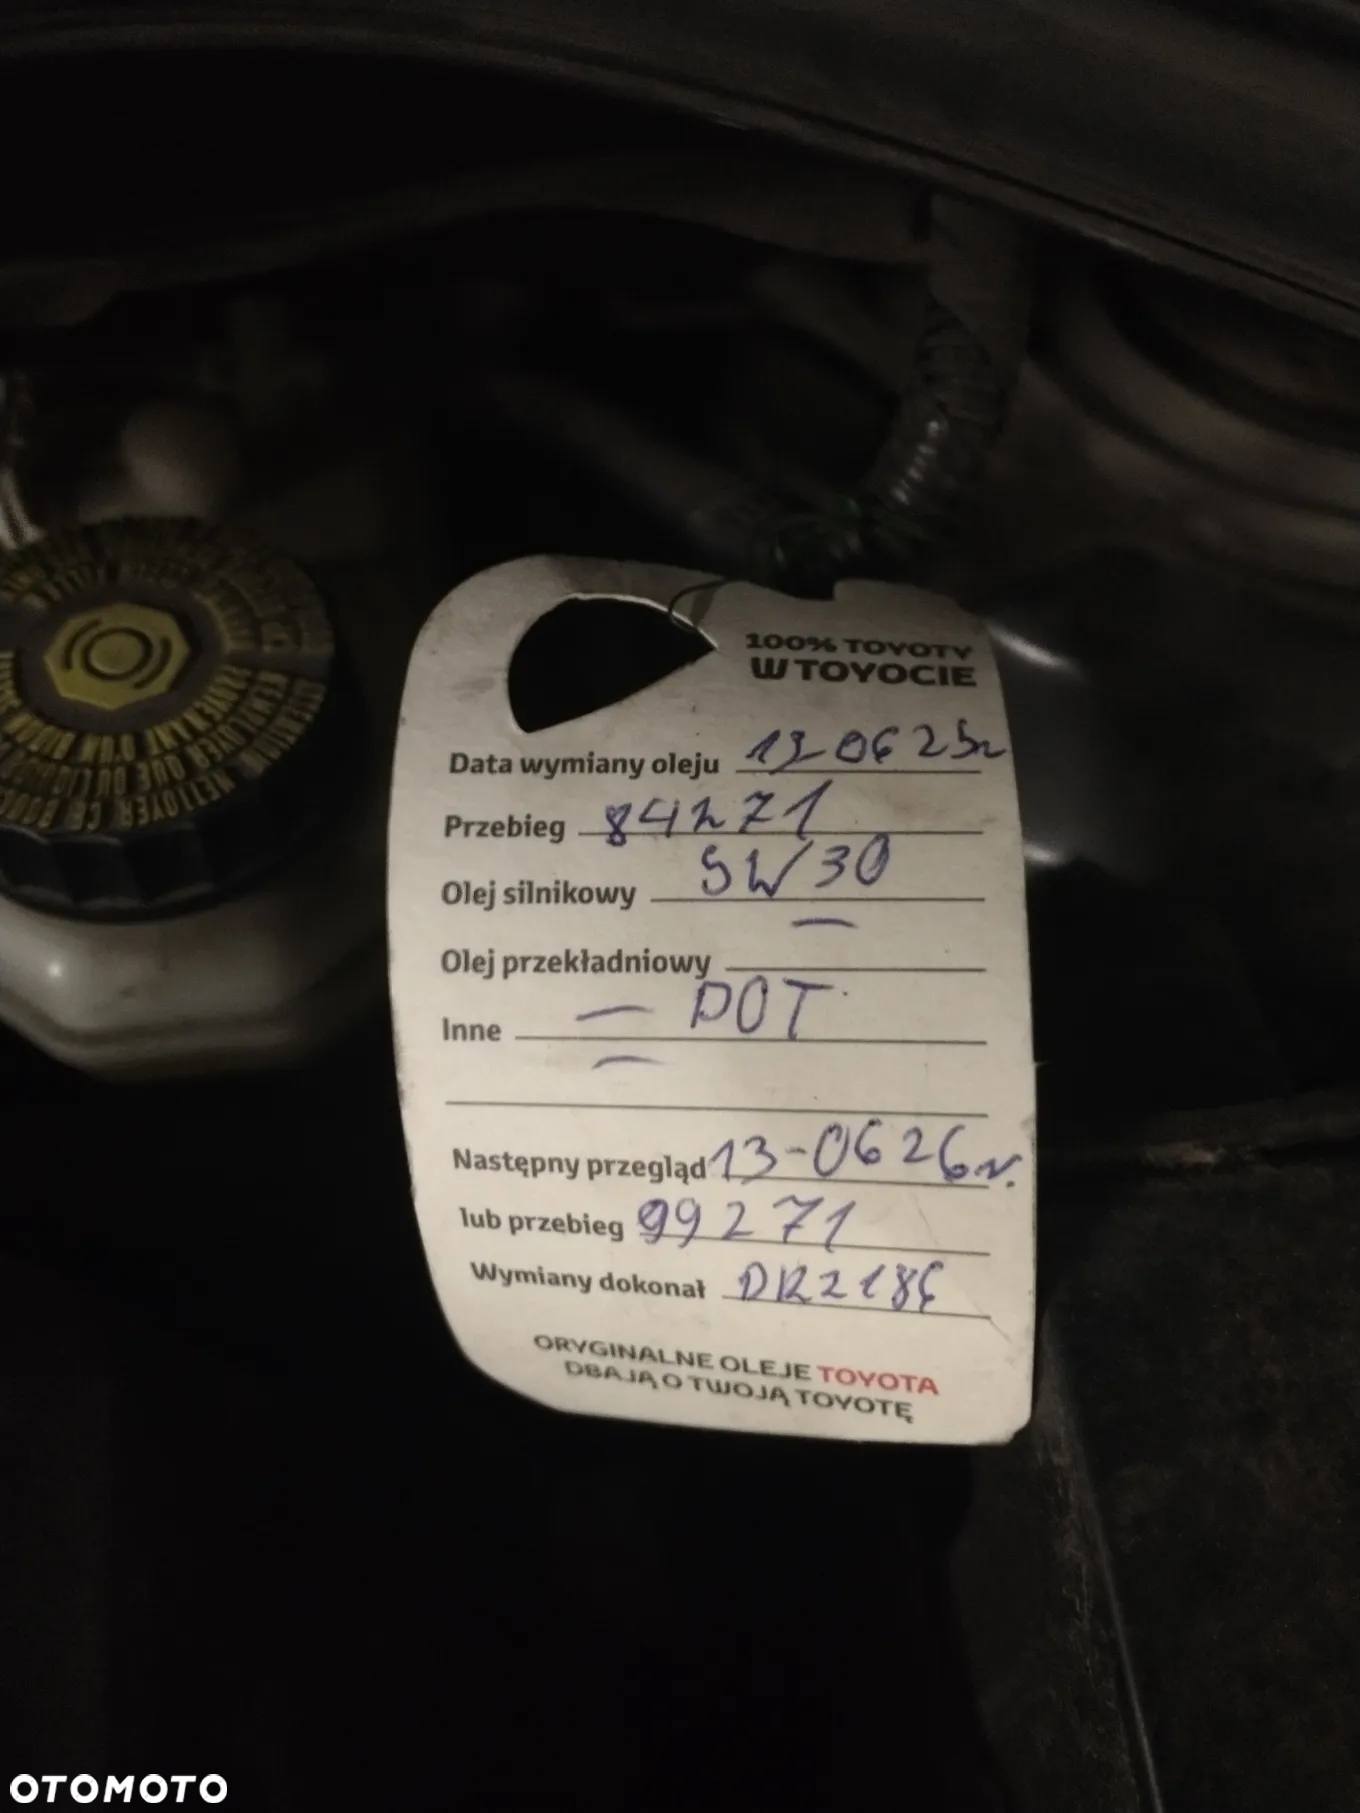 100% TOYOTY
W TOYOCIE
Data wymiany oleju 13-06 25r
Przebieg 84271
Olej silnikowy 5W30
Olej przekładniowy —
Inne — DOT
—
Następny przegląd 13-06 26r.
lub przebieg 99271
Wymiany dokonał DR2186
ORYGINALNE OLEJE TOYOTA
DBAJĄ O TWOJĄ TOYOTĘ
OTOMOTO